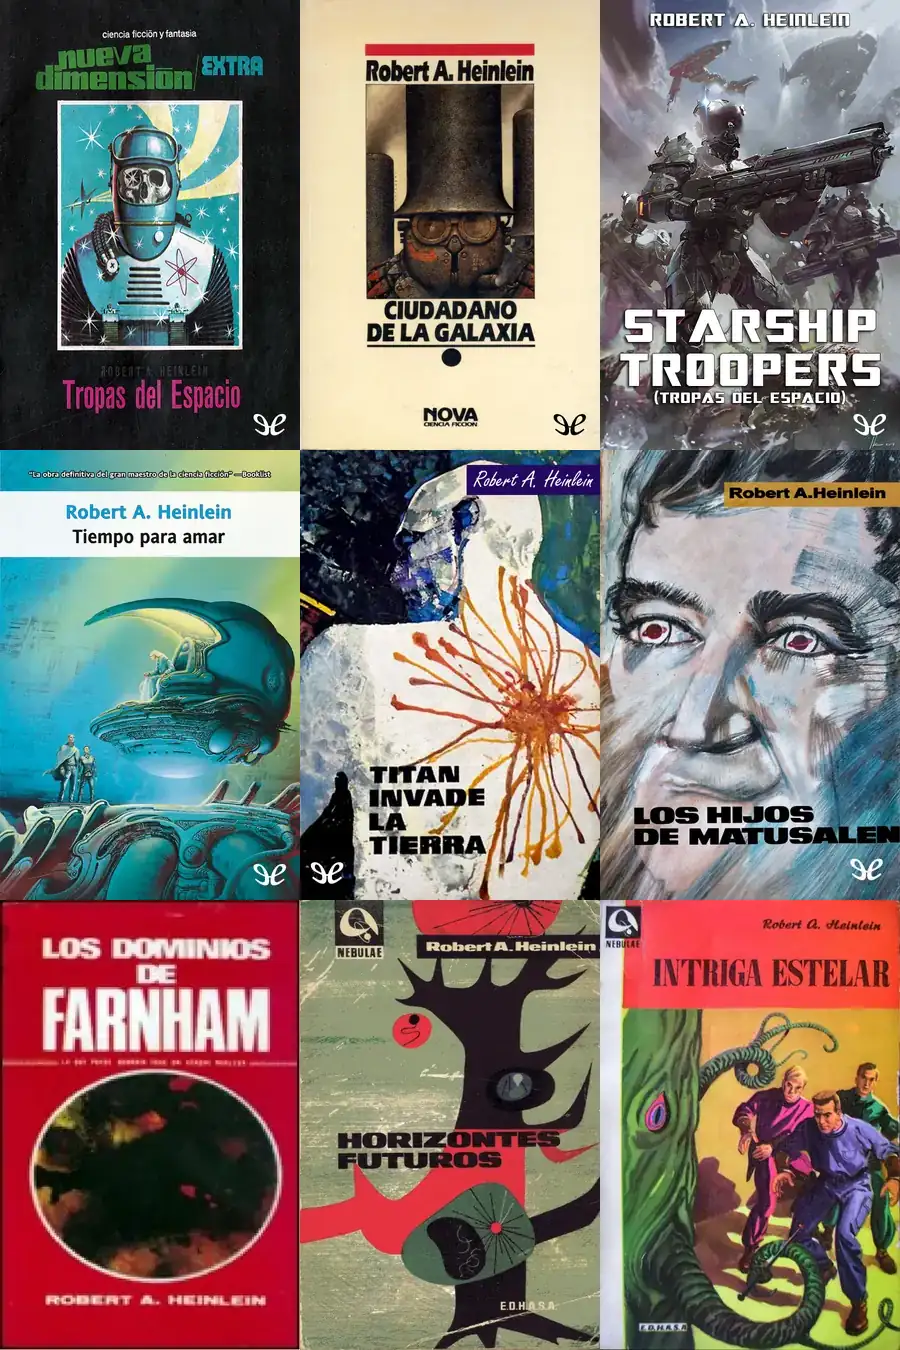 ciencia ficción y fantasía
nueva
dimensión/EXTRA
ROBERT A. HEINLEIN
Tropas del Espacio
Robert A. Heinlein
CIUDADANO
DE LA GALAXIA
NOVA
CIENCIA FICCION
ROBERT A. HEINLEIN
STARSHIP
TROOPERS
(TROPAS DEL ESPACIO)
"La obra definitiva del gran maestro de la ciencia ficción" —Booklist
Robert A. Heinlein
Tiempo para amar
Robert A. Heinlein
TITAN
INVADE
LA
TIERRA
Robert A. Heinlein
LOS HIJOS
DE MATUSALEN
LOS DOMINIOS
DE
FARNHAM
ROBERT A. HEINLEIN
NEBULAE
Robert A. Heinlein
HORIZONTES
FUTUROS
E.D.H.A.S.A.
NEBULAE
Robert A. Heinlein
INTRIGA ESTELAR
E.D.H.A.S.A.